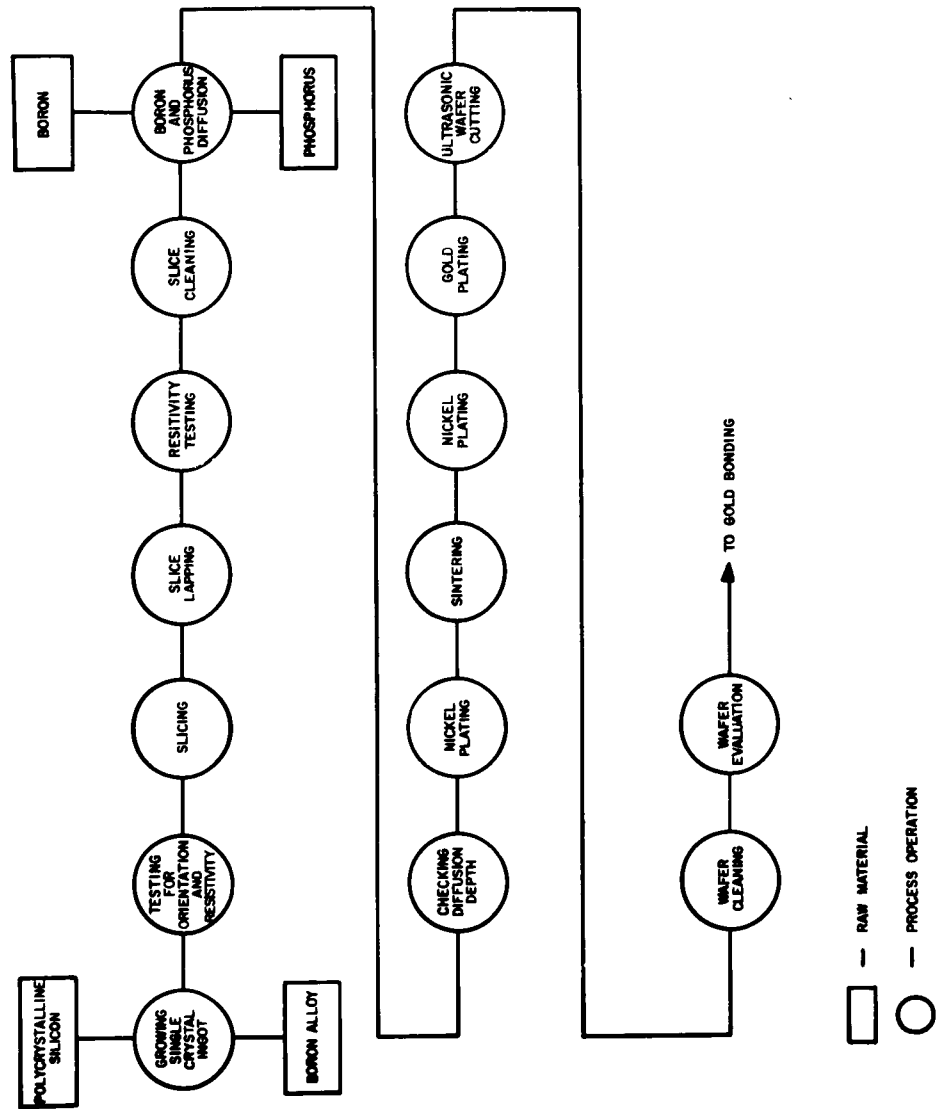 POLYCRYSTALLINE
SILICON
GROWING
SINGLE
CRYSTAL
INGOT
BORON ALLOY
TESTING
FOR
ORIENTATION
AND
RESISTIVITY
SLICING
SLICE
LAPPING
RESITIVITY
TESTING
SLICE
CLEANING
BORON
BORON
AND
PHOSPHORUS
DIFFUSION
PHOSPHORUS
CHECKING
DIFFUSION
DEPTH
NICKEL
PLATING
SINTERING
NICKEL
PLATING
GOLD
PLATING
ULTRASONIC
WAFER
CUTTING
WAFER
CLEANING
WAFER
EVALUATION
TO GOLD BONDING
— RAW MATERIAL
— PROCESS OPERATION